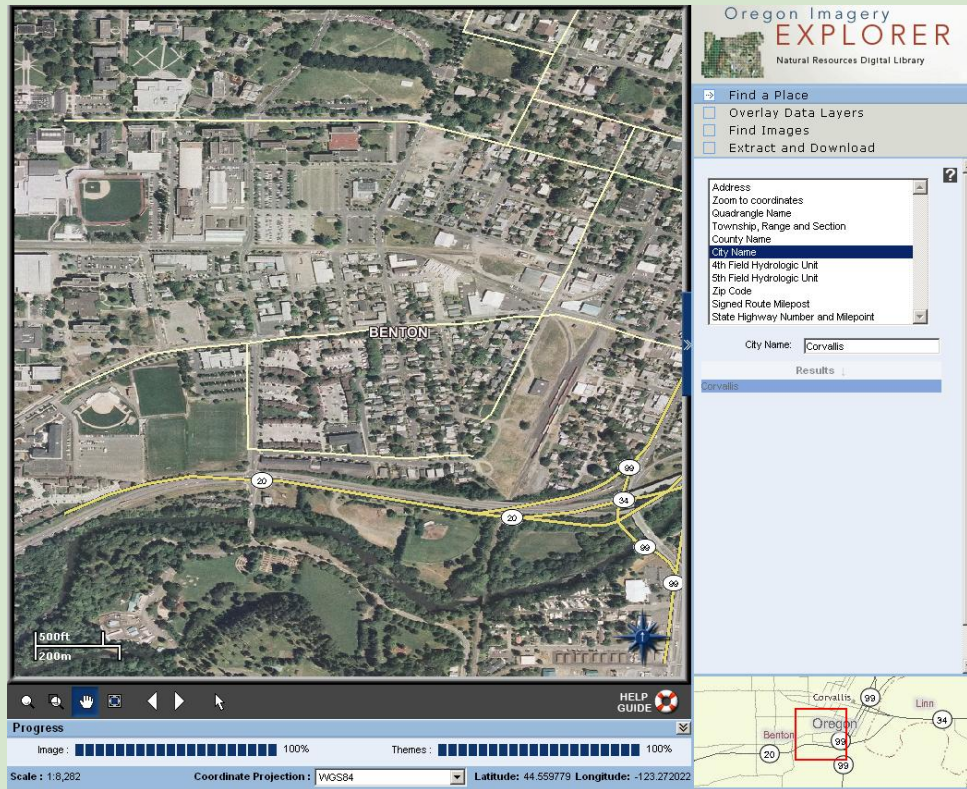 BENTON
20
20
99
34
99
99
500ft
200m
HELP
GUIDE
Progress
Image : 100% Themes : 100%
Scale : 1:8,282 Coordinate Projection : WGS84 Latitude: 44.559779 Longitude: -123.272022
Oregon Imagery
EXPLORER
Natural Resources Digital Library
Find a Place
Overlay Data Layers
Find Images
Extract and Download
?
Address
Zoom to coordinates
Quadrangle Name
Township, Range and Section
County Name
City Name
4th Field Hydrologic Unit
5th Field Hydrologic Unit
Zip Code
Signed Route Milepost
State Highway Number and Milepoint
City Name: Corvallis
Results ↓
Corvallis
Corvallis 99 Linn
Oregon 34
Benton 99
20
99